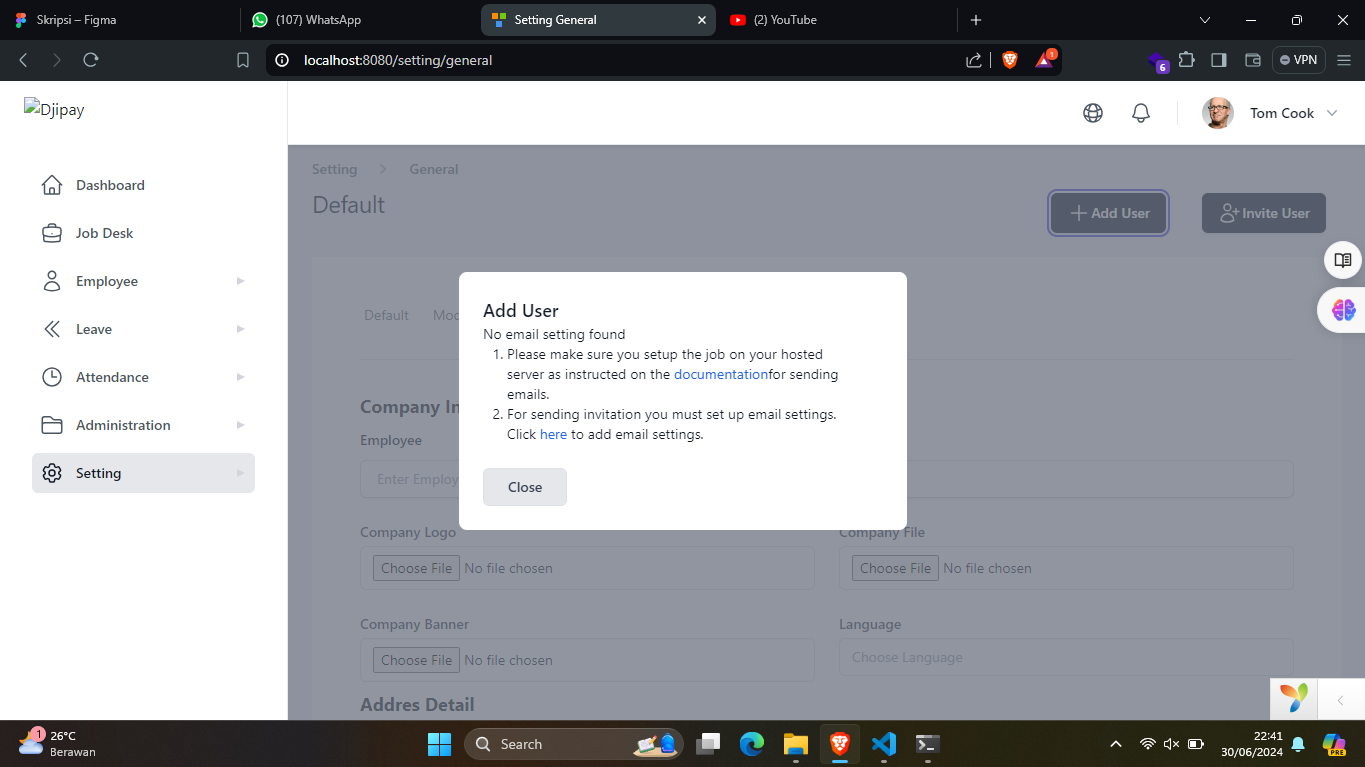 Skripsi – Figma
(107) WhatsApp
Setting General
(2) YouTube
localhost:8080/setting/general
1
6
VPN
Djipay
Tom Cook
Dashboard
Job Desk
Employee
Leave
Attendance
Administration
Setting
Setting
General
Default
Add User
Invite User
Default
Add User
No email setting found
1. Please make sure you setup the job on your hosted
server as instructed on the documentationfor sending
emails.
2. For sending invitation you must set up email settings.
Click here to add email settings.
Close
Employee
Company Logo
Company File
Choose File No file chosen
Choose File No file chosen
Company Banner
Language
Choose File No file chosen
Choose Language
Addres Detail
1
26°C
Berawan
Search
22:41
30/06/2024
PRE